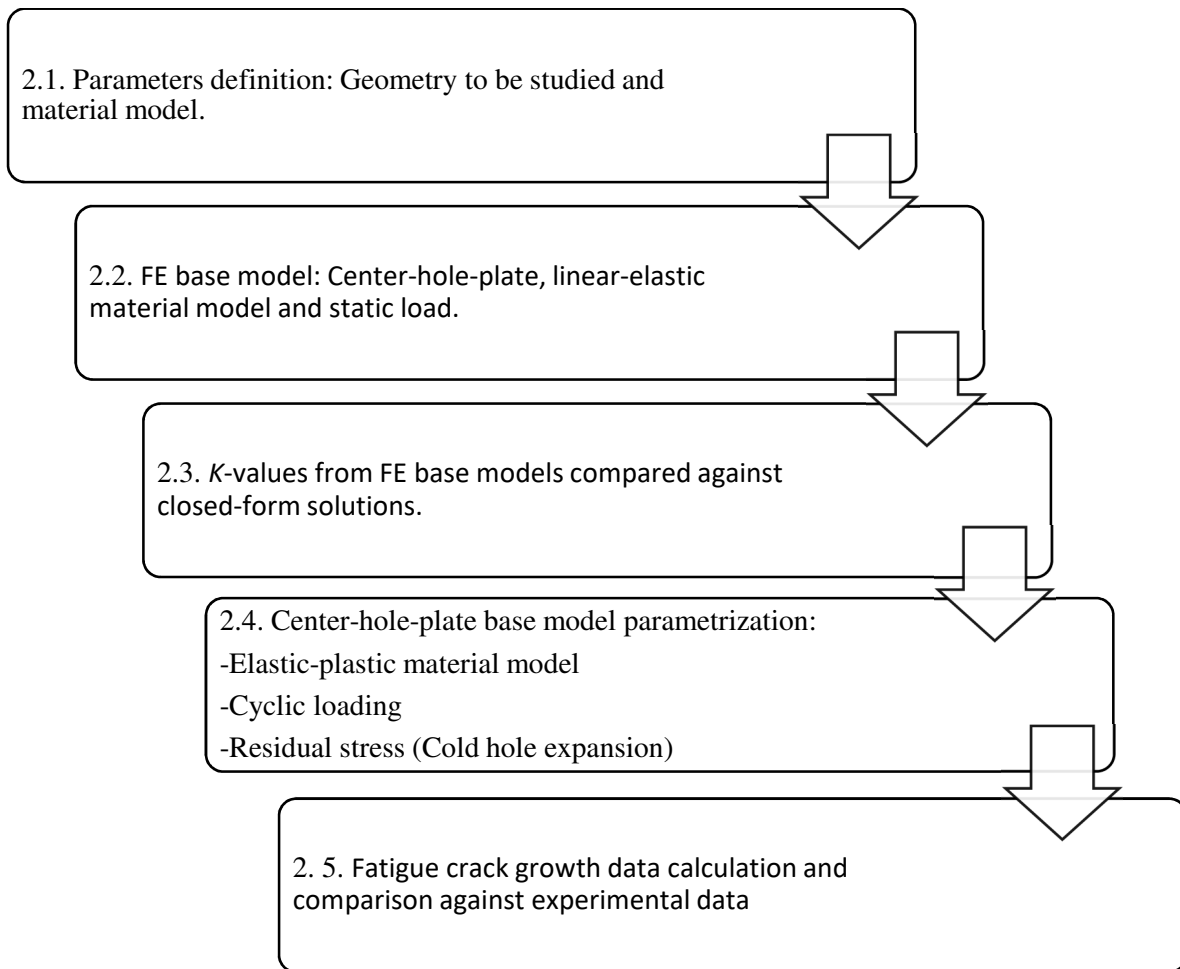 2.1. Parameters definition: Geometry to be studied and
material model.
2.2. FE base model: Center-hole-plate, linear-elastic
material model and static load.
2.3. K-values from FE base models compared against
closed-form solutions.
2.4. Center-hole-plate base model parametrization:
-Elastic-plastic material model
-Cyclic loading
-Residual stress (Cold hole expansion)
2. 5. Fatigue crack growth data calculation and
comparison against experimental data